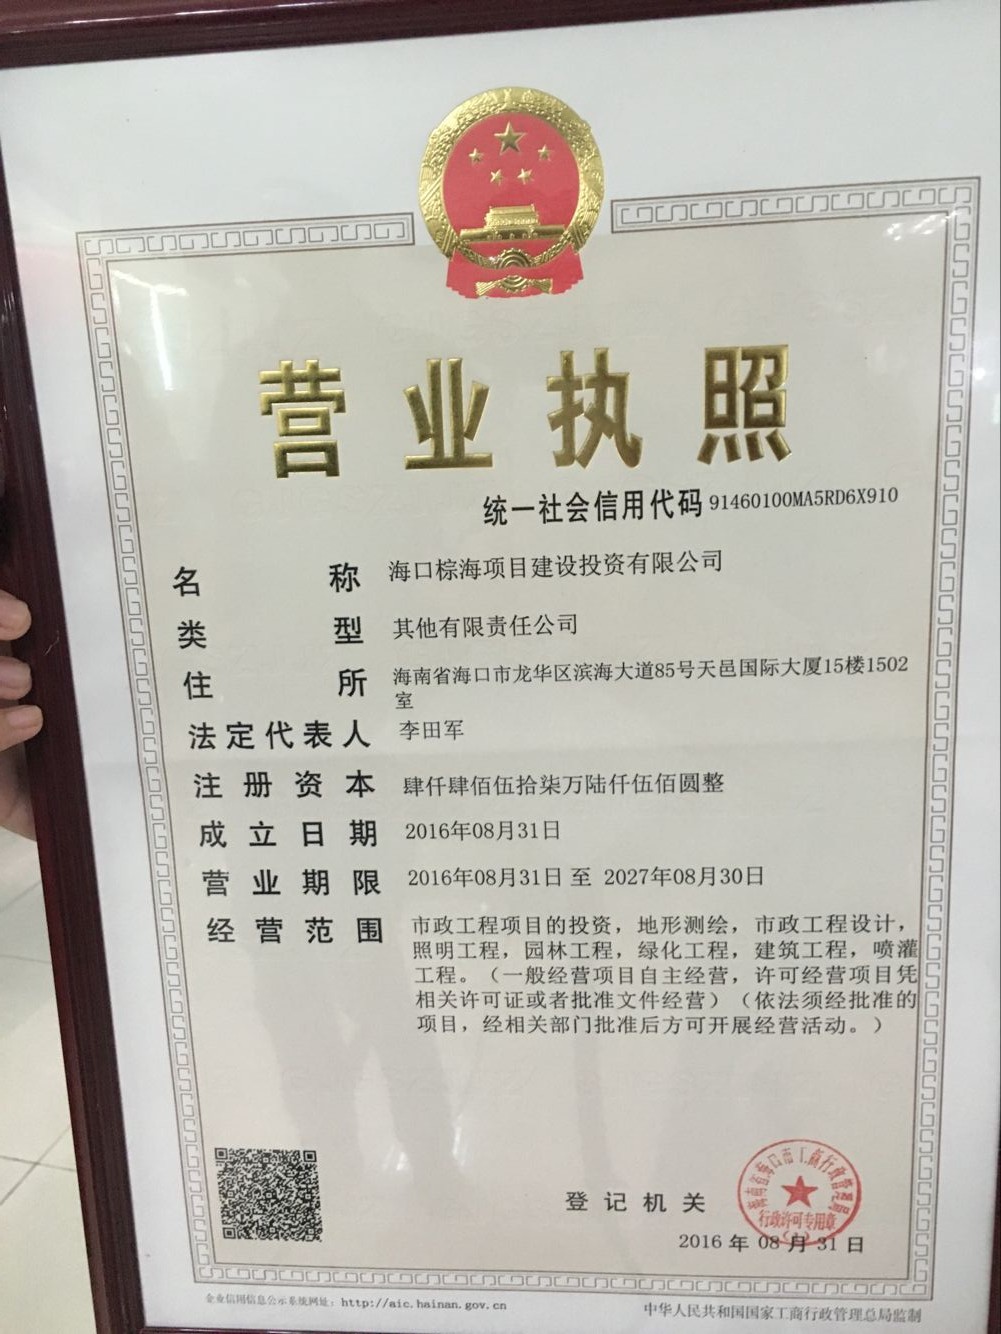 营业执照
统一社会信用代码 91460100MA5RD6X910
名称 海口棕海项目建设投资有限公司
类型 其他有限责任公司
住所 海南省海口市龙华区滨海大道85号天邑国际大厦15楼1502
室
法定代表人 李田军
注册资本 肆仟肆佰伍拾柒万陆仟伍佰圆整
成立日期 2016年08月31日
营业期限 2016年08月31日 至 2027年08月30日
经营范围 市政工程项目的投资，地形测绘，市政工程设计，
照明工程，园林工程，绿化工程，建筑工程，喷灌
工程。（一般经营项目自主经营，许可经营项目凭
相关许可证或者批准文件经营）（依法须经批准的
项目，经相关部门批准后方可开展经营活动。）
登记机关
海南省海口市工商行政管理局
行政许可专用章
2016 年 08 月 31 日
企业信用信息公示系统网址：http://aic.hainan.gov.cn
中华人民共和国国家工商行政管理总局监制